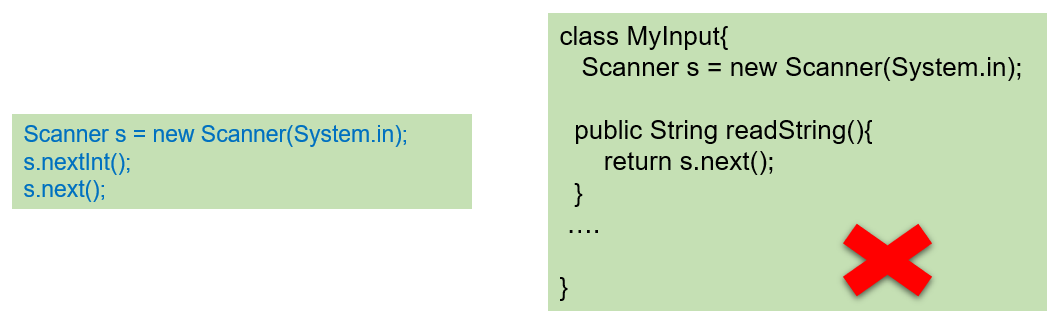 Scanner s = new Scanner(System.in);
s.nextInt();
s.next();
class MyInput{
Scanner s = new Scanner(System.in);
public String readString(){
return s.next();
}
....
}